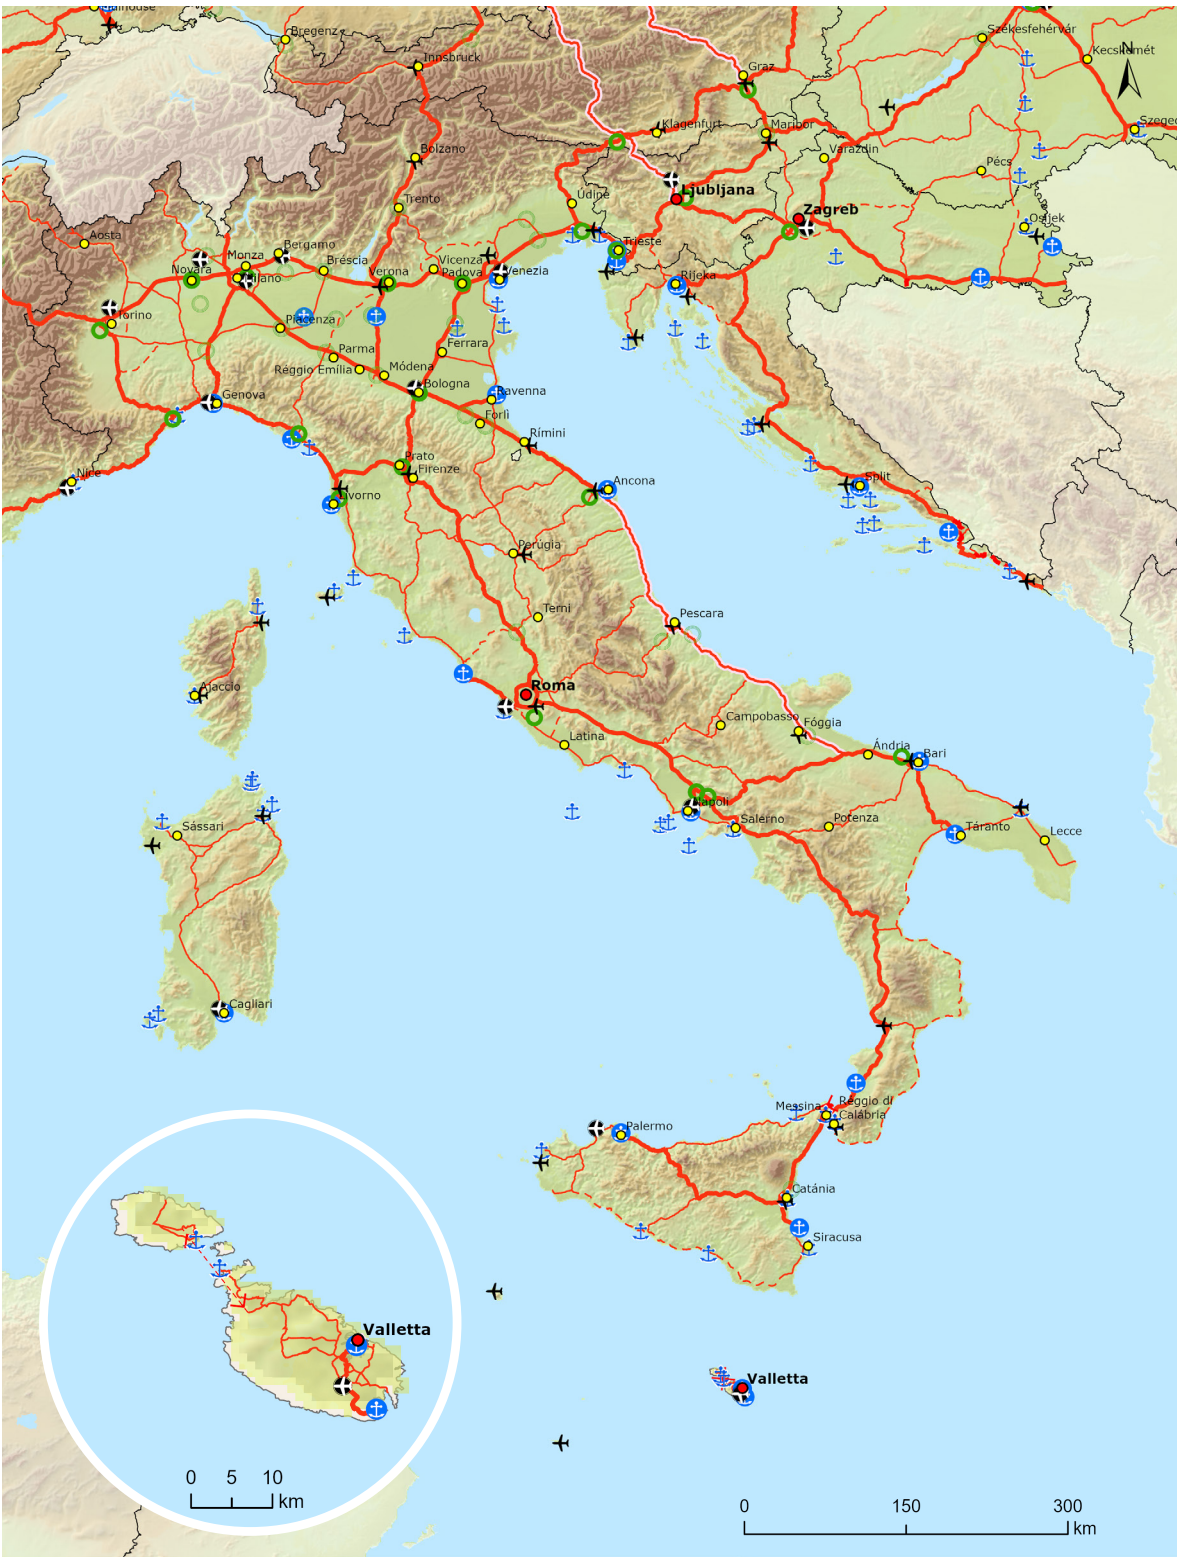 Bregenz
Innsbruck
Graz
Székesfehérvár
Kecskemét
N
Klagenfurt
Maribor
Bolzano
Varazdin
Pécs
Ljubljana
Trento
Udine
Zagreb
Osijek
Aosta
Bergamo
Monza
Trieste
Novara
Bréscia
Verona
Vicenza
Padova
Venezia
Rijeka
Milano
Torino
Piacenza
Parma
Ferrara
Réggio Emília
Módena
Bologna
Genova
Ravenna
Forlì
Rímini
Prato
Firenze
Nice
Split
Ancona
Livorno
Perúgia
Terni
Pescara
Ajaccio
Roma
Campobasso
Fóggia
Latina
Ándria
Bari
Napoli
Sássari
Salerno
Potenza
Táranto
Lecce
Cagliari
Messina
Réggio di
Calábria
Palermo
Catánia
Siracusa
Valletta
Valletta
0 5 10
km
0 150 300
km